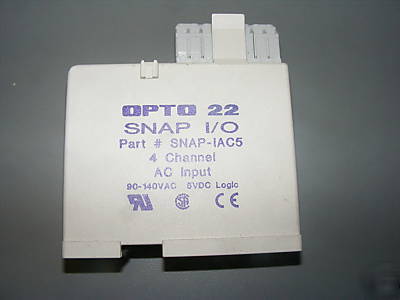 OPTO 22
SNAP I/O
Part # SNAP-IAC5
4 Channel
AC Input
90-140VAC 5VDC Logic